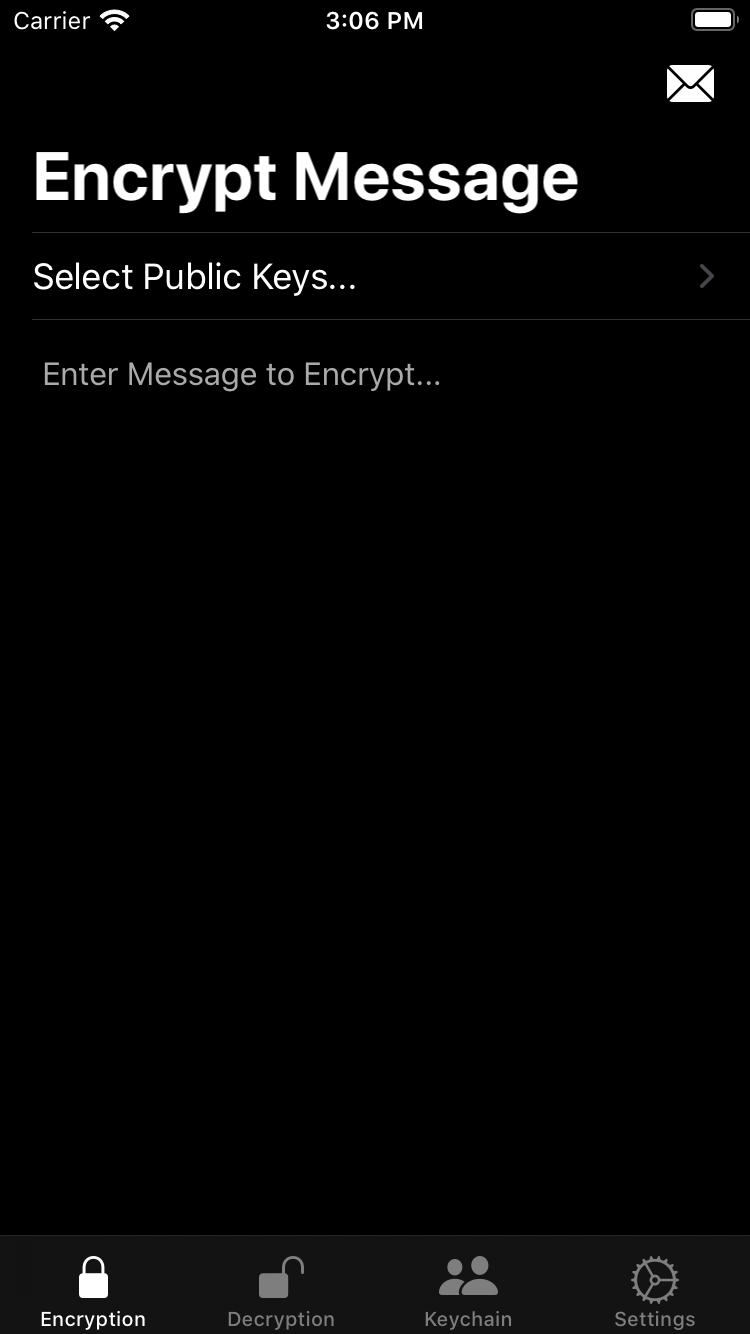 Carrier 3:06 PM
Encrypt Message
Select Public Keys...
Enter Message to Encrypt...
Encryption Decryption Keychain Settings